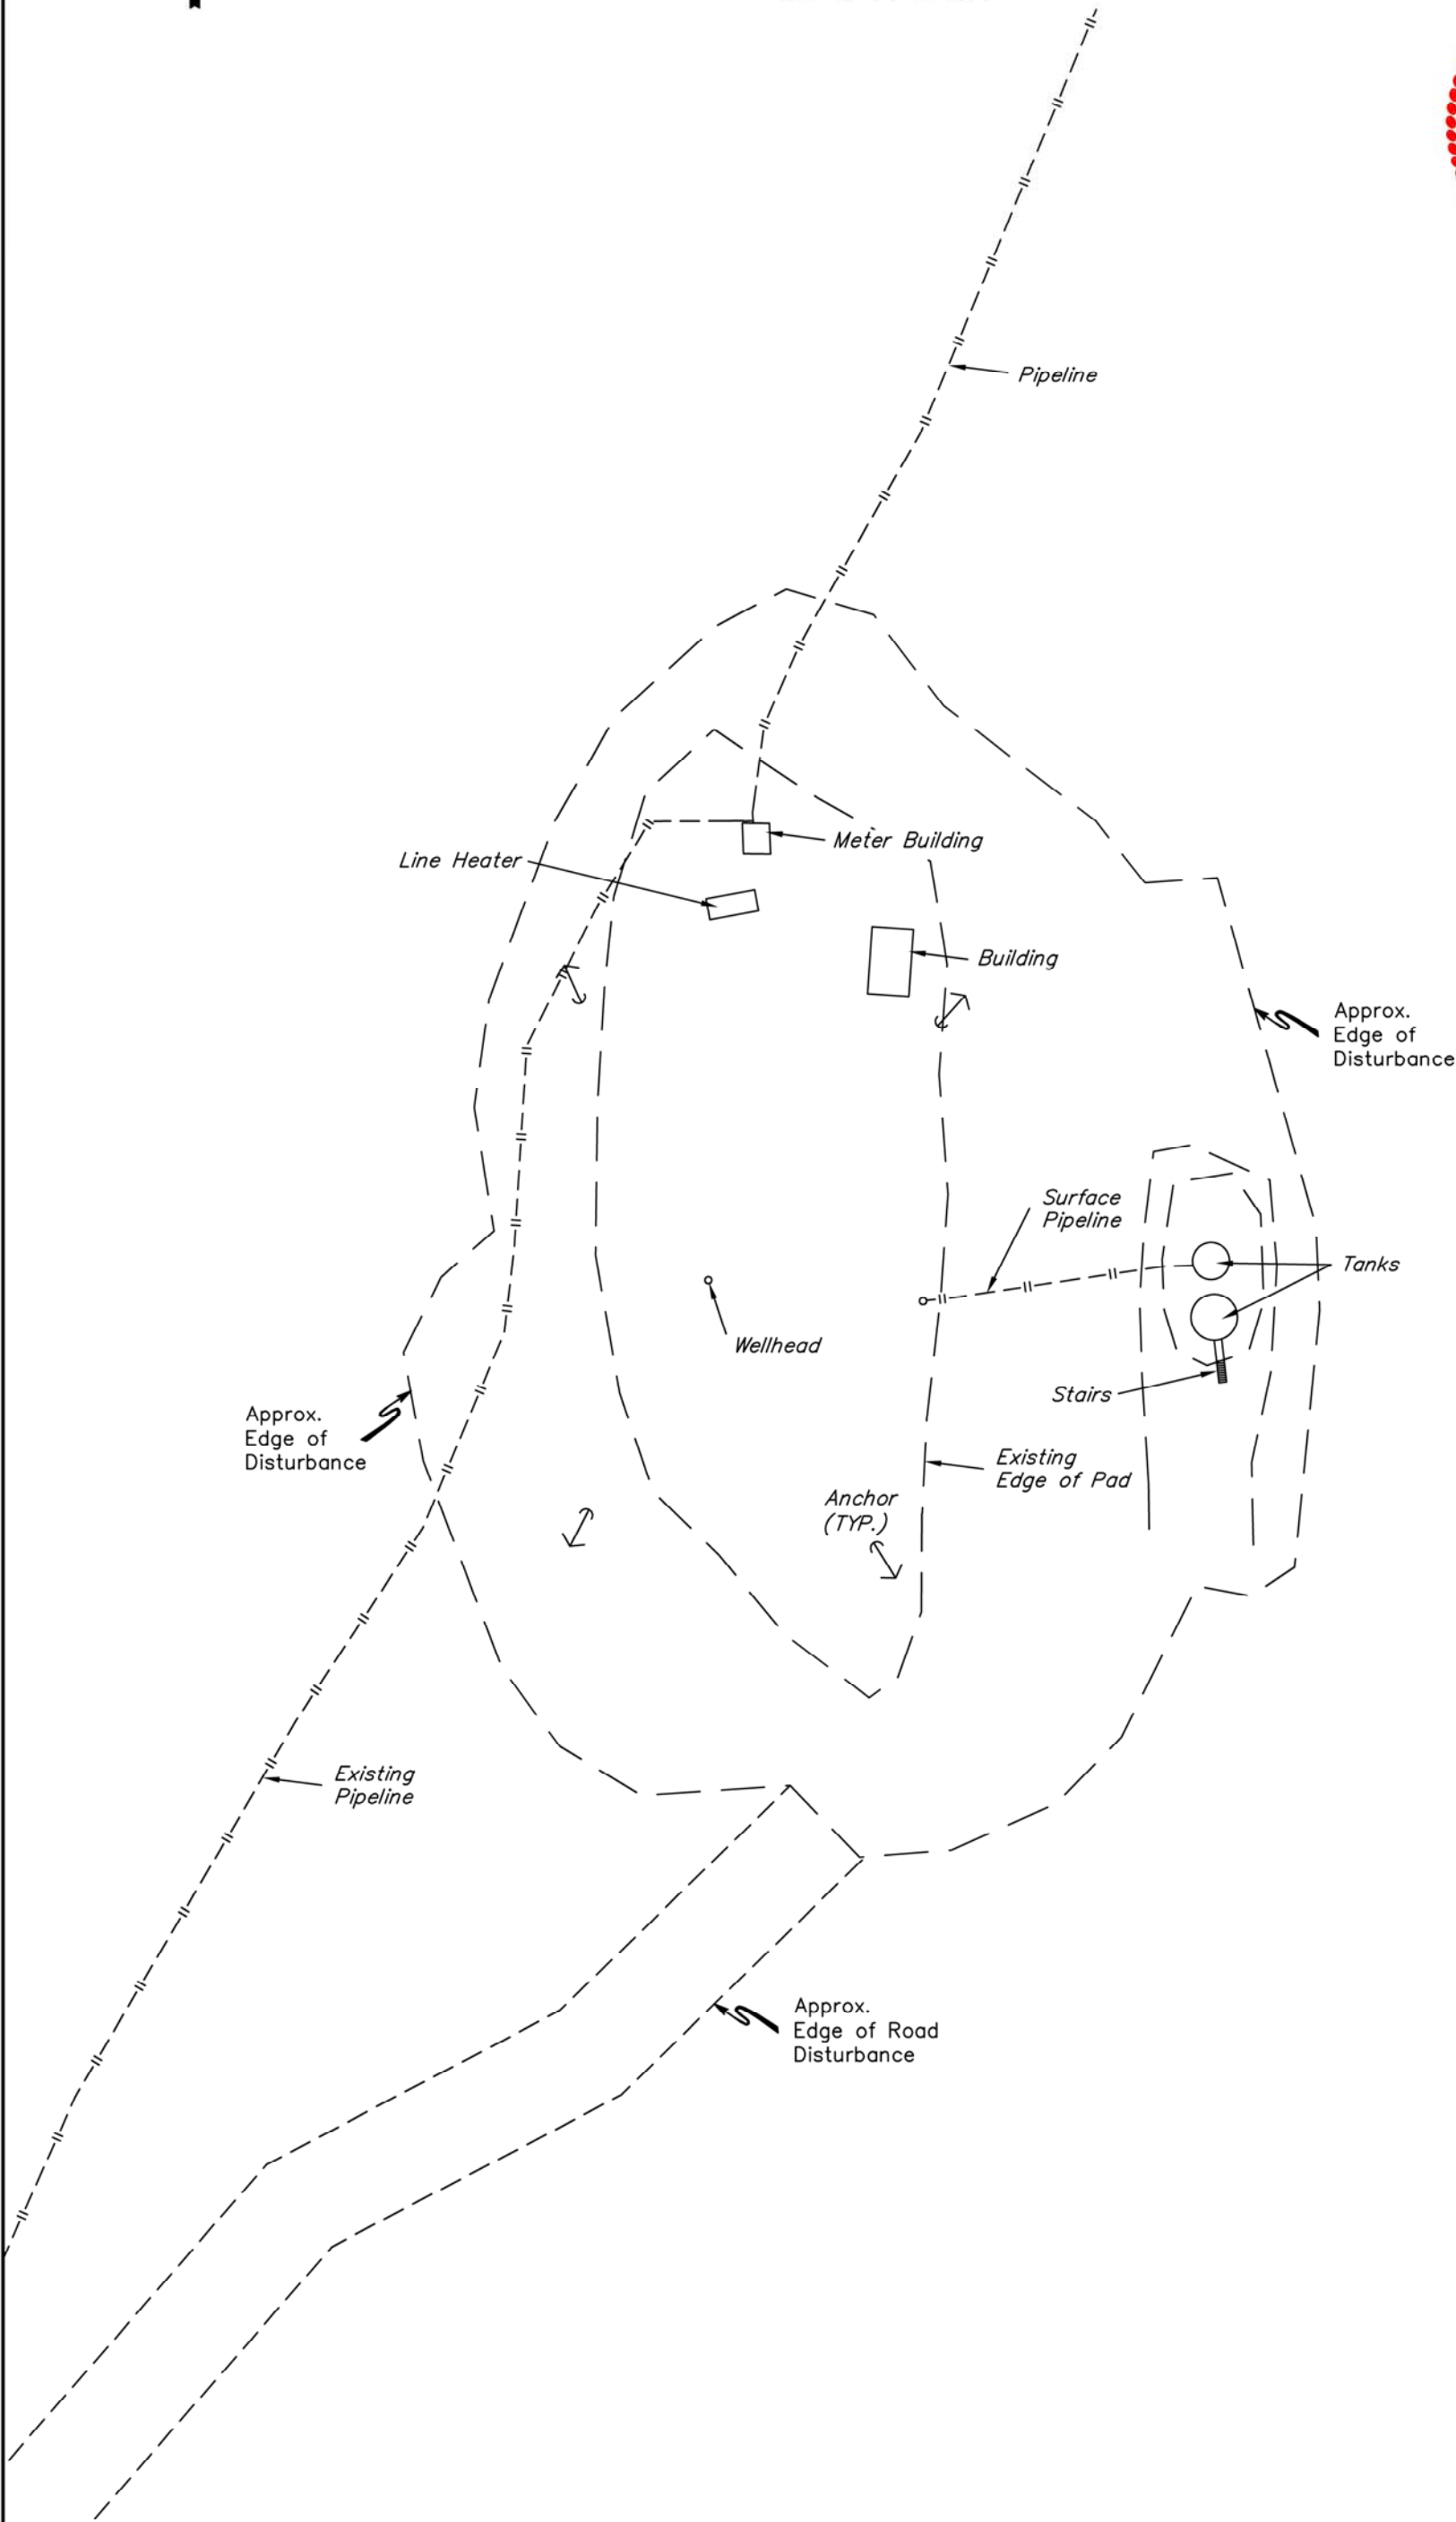 Pipeline
Meter Building
Line Heater
Building
Approx.
Edge of
Disturbance
Surface
Pipeline
Tanks
Wellhead
Stairs
Approx.
Edge of
Disturbance
Existing
Edge of Pad
Anchor
(TYP.)
Existing
Pipeline
Approx.
Edge of Road
Disturbance